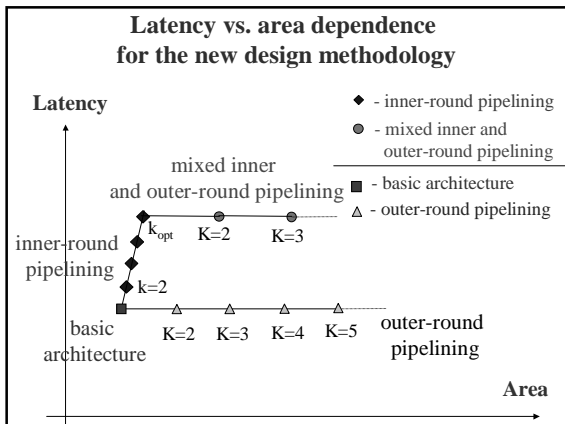 Latency vs. area dependence
for the new design methodology
Latency
- inner-round pipelining
- mixed inner and
outer-round pipelining
- basic architecture
- outer-round pipelining
mixed inner
and outer-round pipelining
kopt
K=2
K=3
inner-round
pipelining
k=2
basic
architecture
K=2
K=3
K=4
K=5
outer-round
pipelining
Area